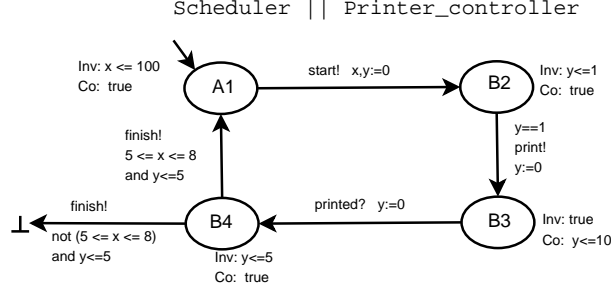 Scheduler || Printer_controller
Inv: x <= 100
Co: true
A1
start! x,y:=0
B2
Inv: y<=1
Co: true
y==1
print!
y:=0
finish!
5 <= x <= 8
and y<=5
finish!
⊥
not (5 <= x <= 8)
and y<=5
B4
Inv: y<=5
Co: true
printed? y:=0
B3
Inv: true
Co: y<=10